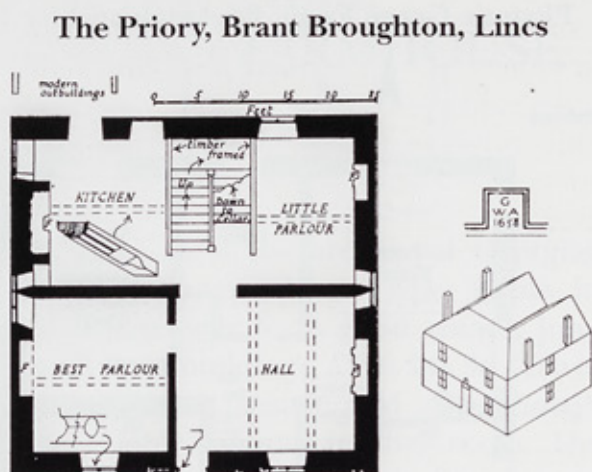 The Priory, Brant Broughton, Lincs
modern
outbuildings
0 5 10 15 20 25
Feet
timber
framed
KITCHEN
Up
Down
to
cellar
LITTLE
PARLOUR
G
WA
1658
BEST PARLOUR
HALL
F